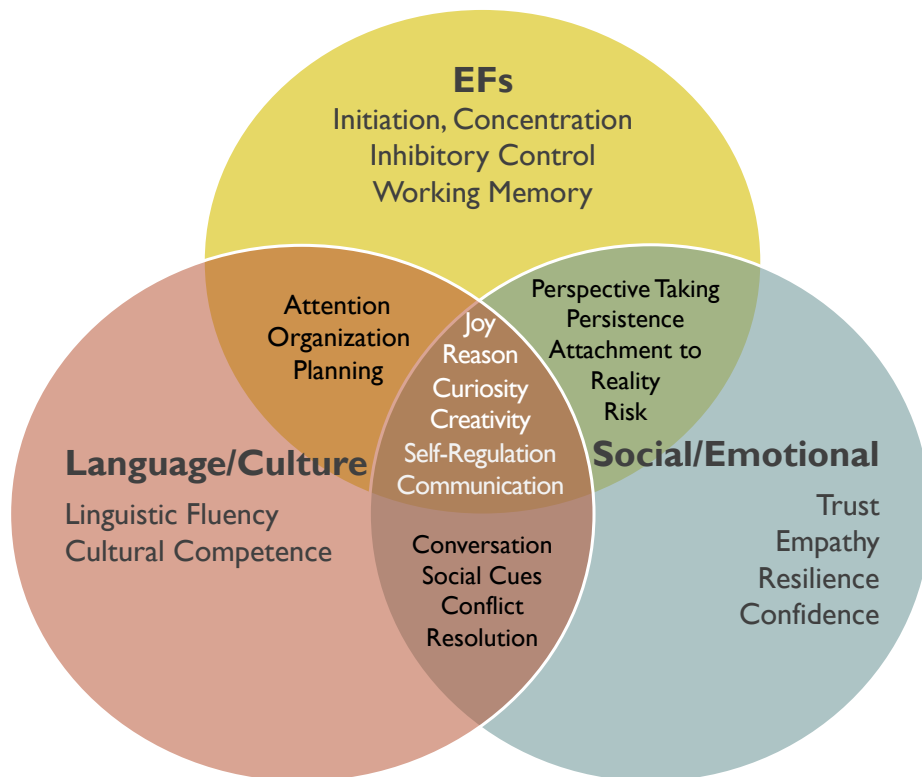 EFs
Initiation, Concentration
Inhibitory Control
Working Memory
Attention
Organization
Planning
Joy
Reason
Curiosity
Creativity
Self-Regulation
Communication
Perspective Taking
Persistence
Attachment to
Reality
Risk
Language/Culture
Linguistic Fluency
Cultural Competence
Social/Emotional
Trust
Empathy
Resilience
Confidence
Conversation
Social Cues
Conflict
Resolution